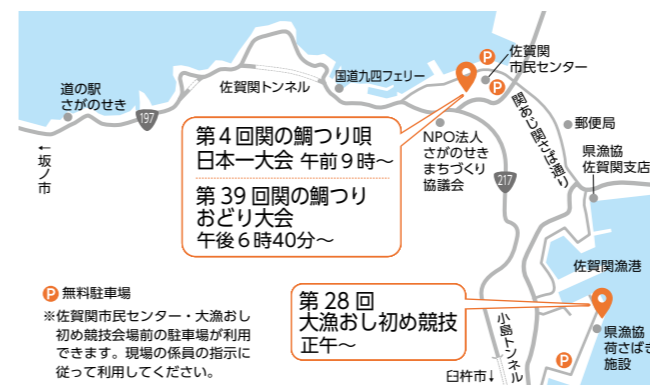 道の駅
さがのせき
197
佐賀関トンネル
国道九四フェリー
P
佐賀関
市民センター
P
関あじ関さば通り
郵便局
県漁協
佐賀関支店
←坂ノ市
第4回関の鯛つり唄
日本一大会 午前9時~
第39回関の鯛つり
おどり大会
午後6時40分~
NPO法人
さがのせき
まちづくり
協議会
217
佐賀関漁港
P 無料駐車場
※佐賀関市民センター・大漁おし
初め競技会場前の駐車場が利用
できます。現場の係員の指示に
従って利用してください。
第28回
大漁おし初め競技
正午~
小島トンネル
臼杵市↓
P
県漁協
荷さばき
施設